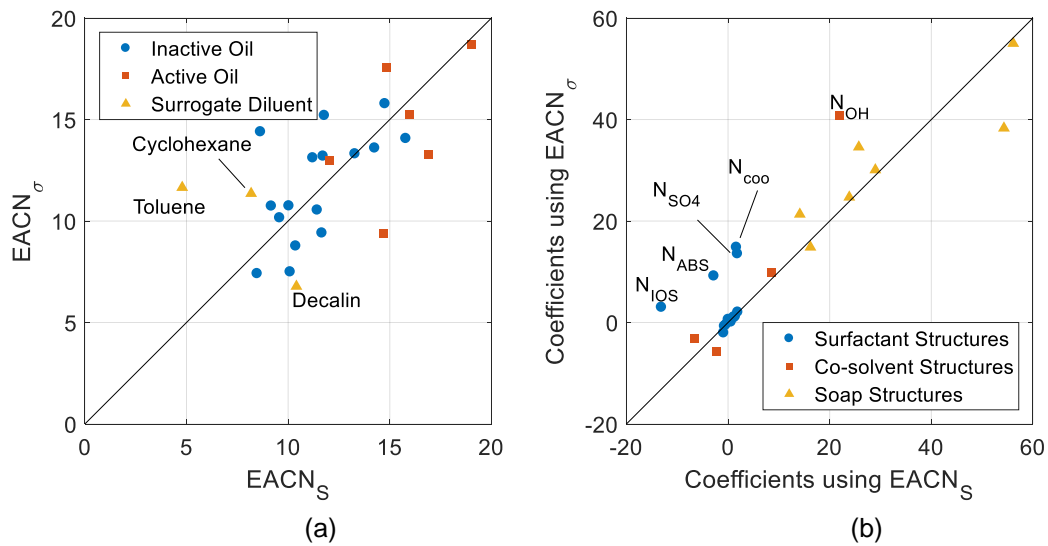 20
15
10
5
0
0
5
10
15
20
EACNσ
EACNS
Inactive Oil
Active Oil
Surrogate Diluent
Cyclohexane
Toluene
Decalin
(a)
60
40
20
0
-20
-20
0
20
40
60
Coefficients using EACNσ
Coefficients using EACNS
NOH
Ncoo
NSO4
NABS
NIOS
Surfactant Structures
Co-solvent Structures
Soap Structures
(b)